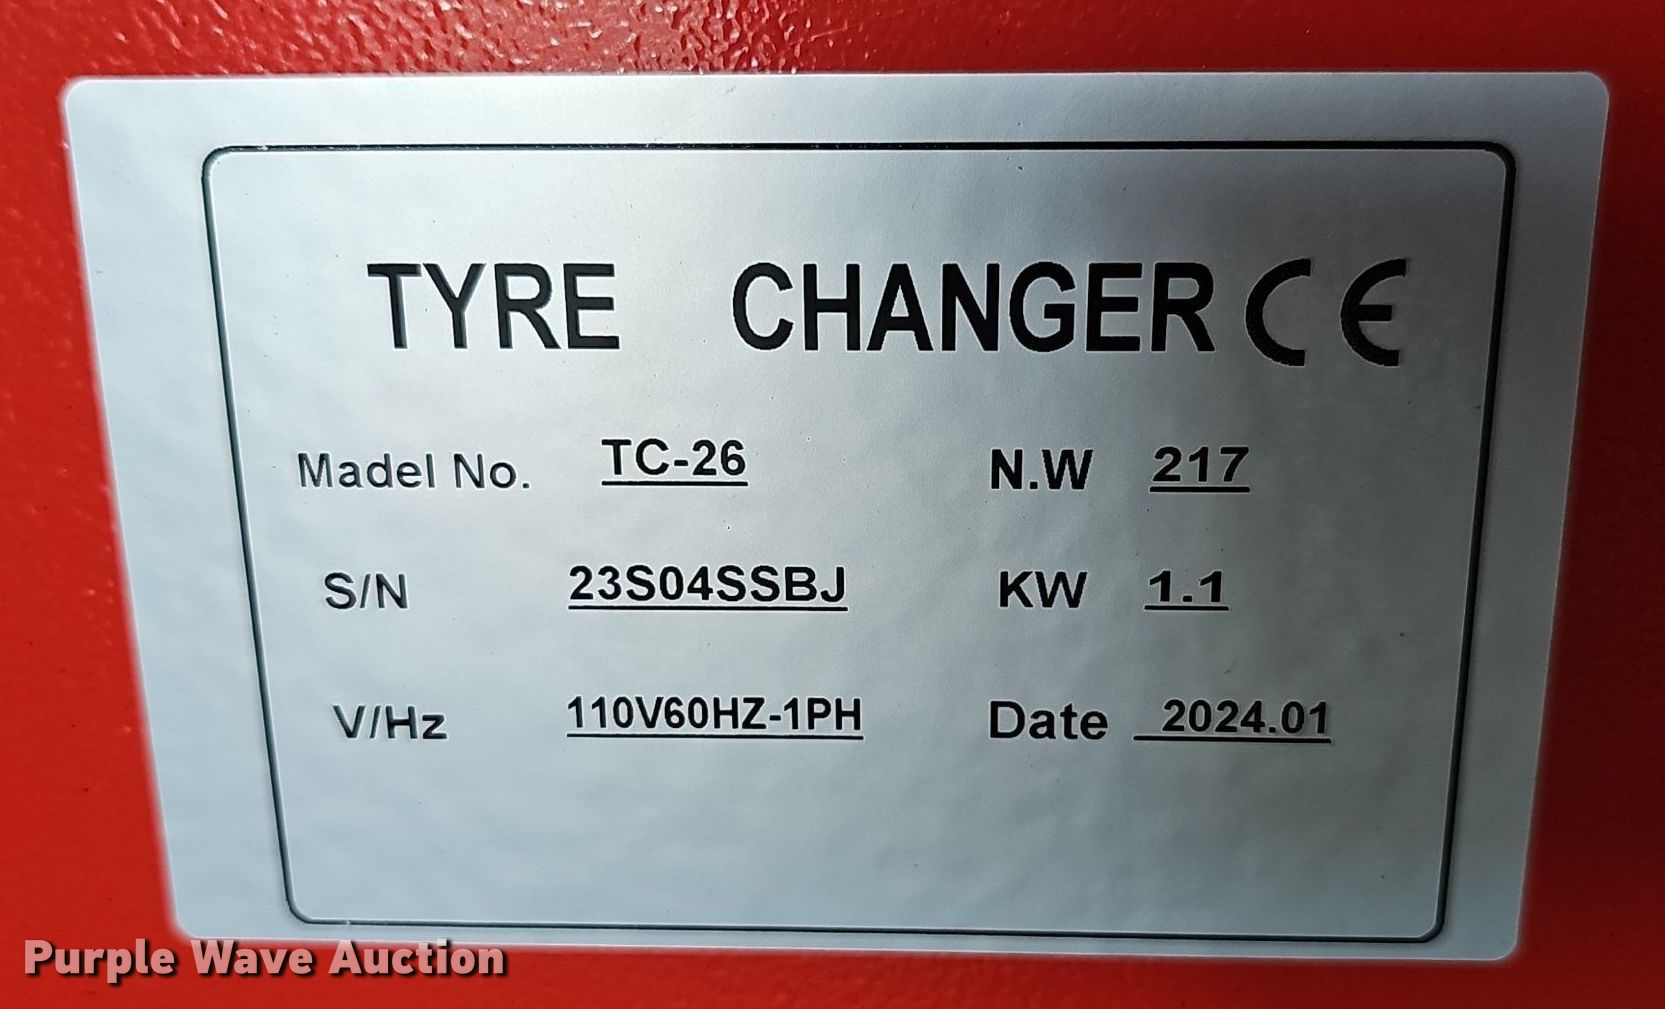 TYRE CHANGER CE
Madel No. TC-26 N.W 217
S/N 23S04SSBJ KW 1.1
V/Hz 110V60HZ-1PH Date 2024.01
Purple Wave Auction